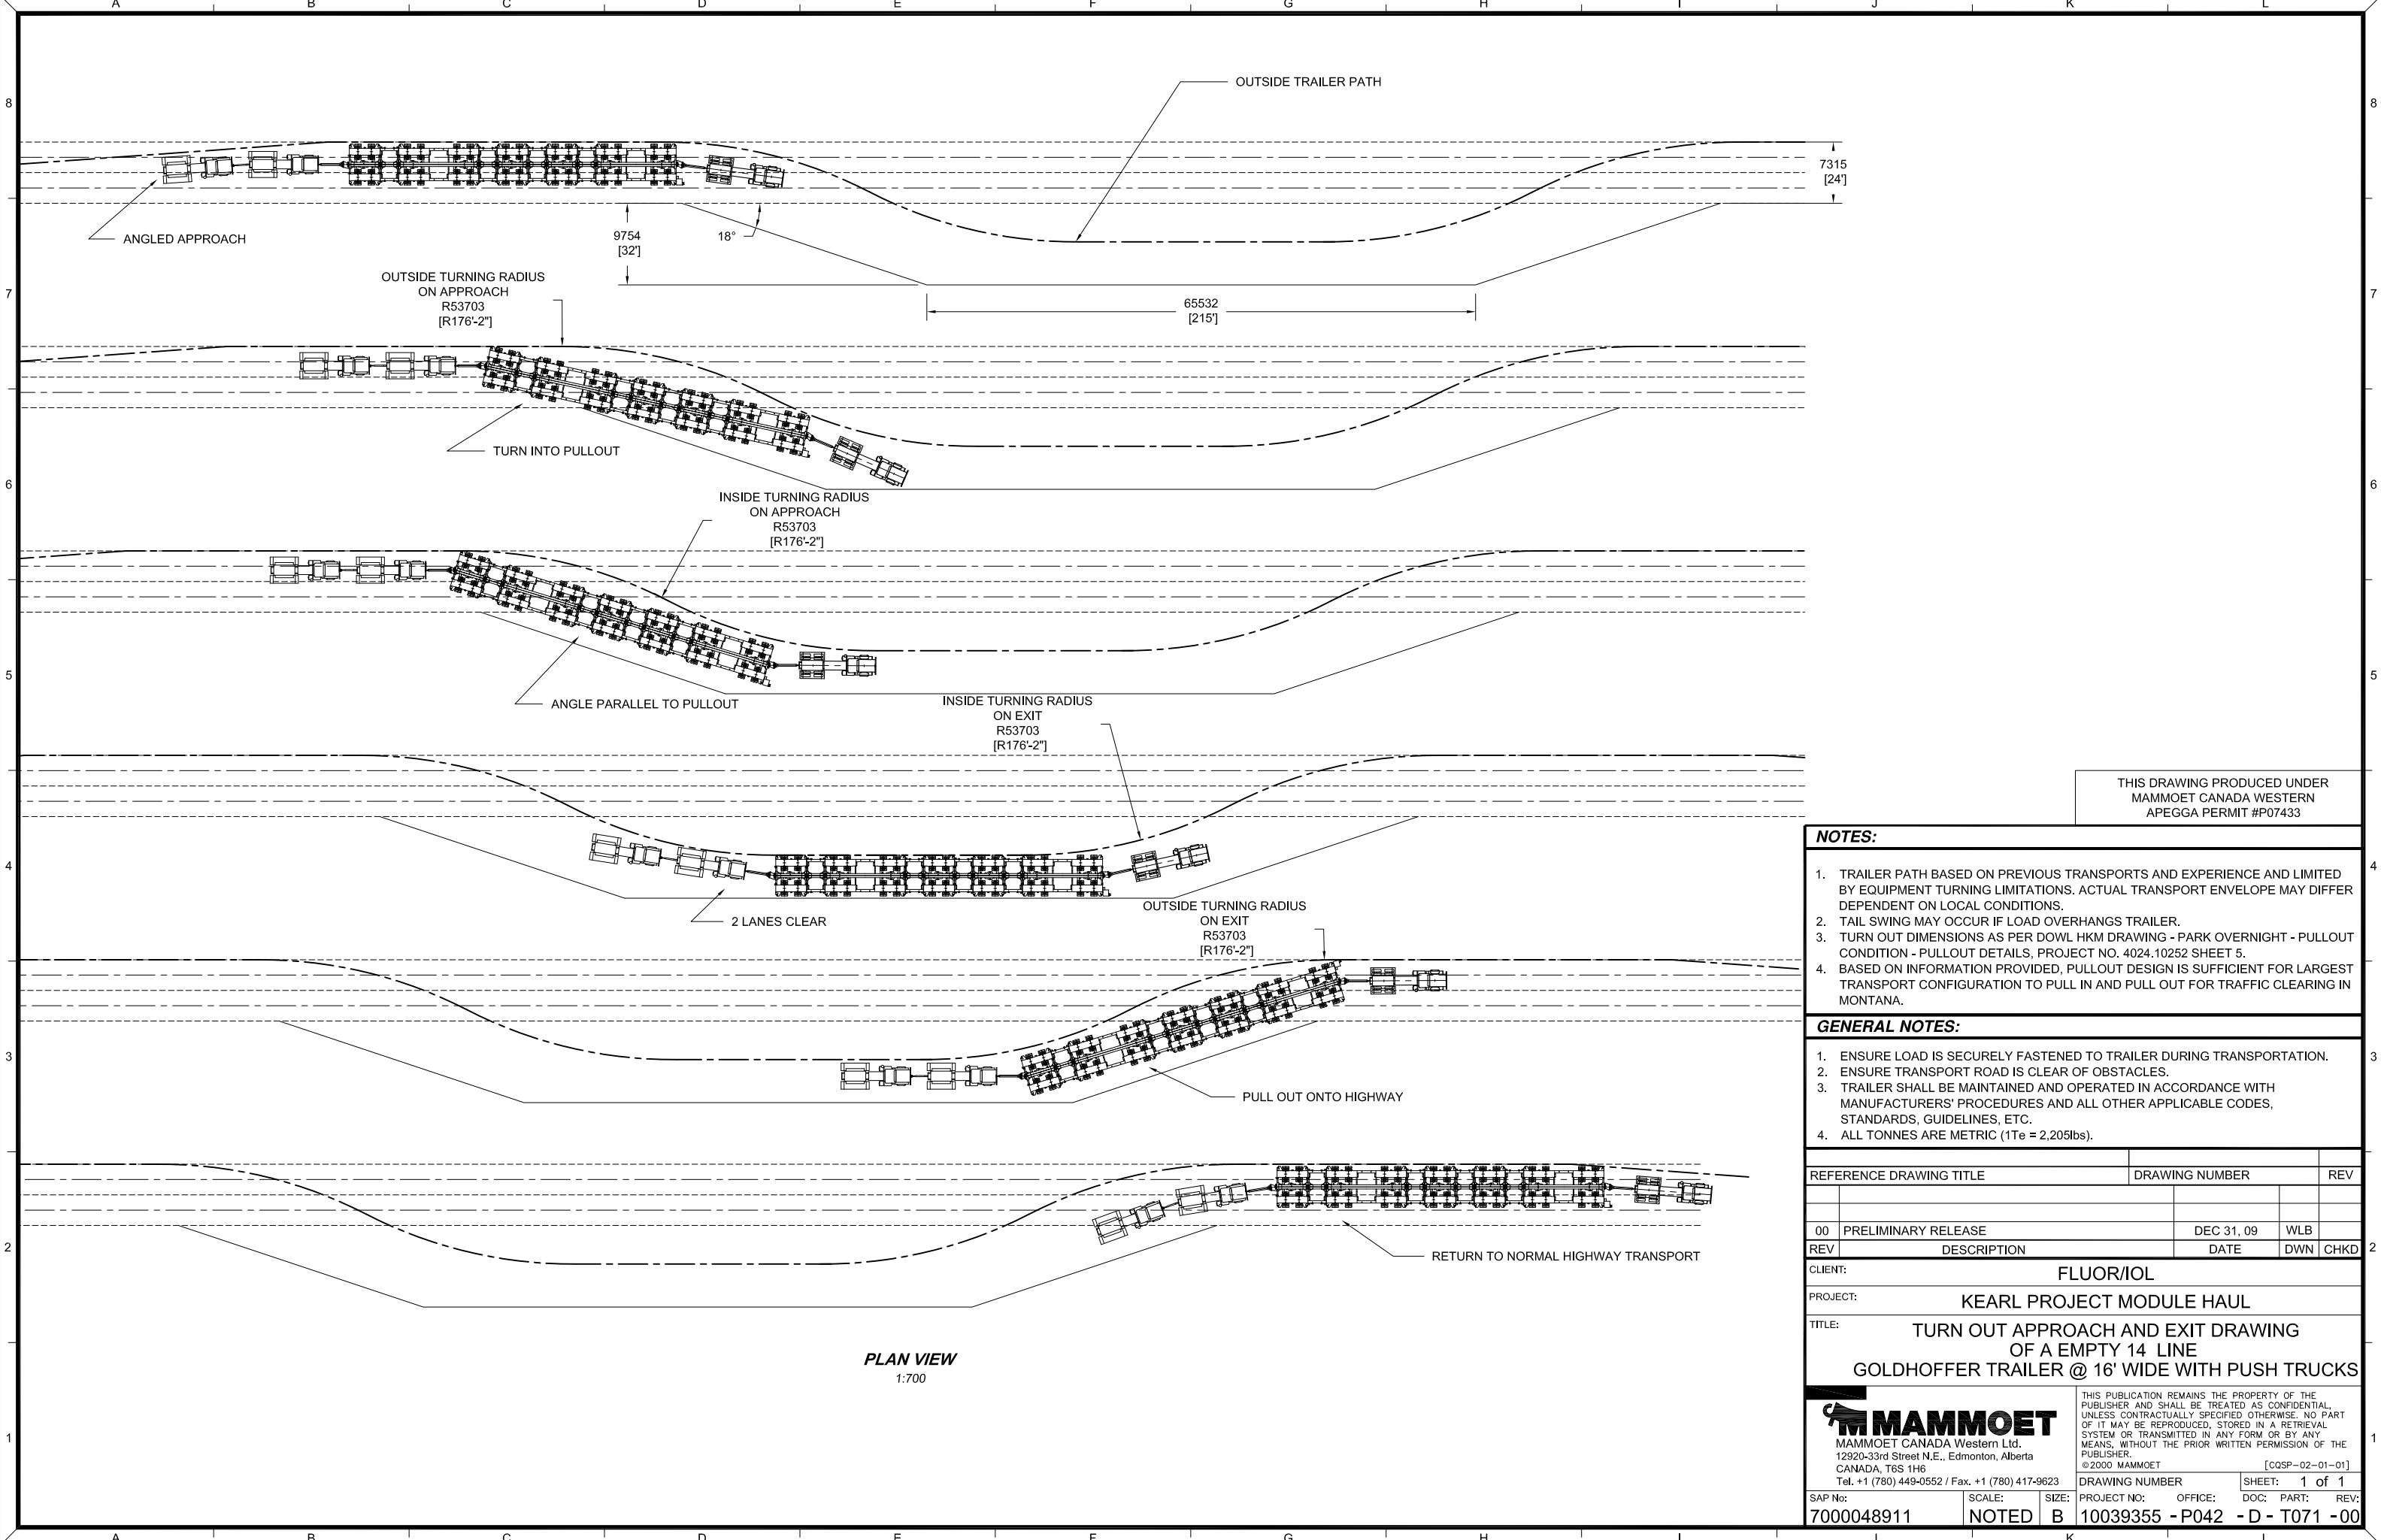 A B C D E F G H I J K L
8 8
OUTSIDE TRAILER PATH
7315
[24']
ANGLED APPROACH
9754
[32']
18°
7 7
OUTSIDE TURNING RADIUS
ON APPROACH
R53703
[R176'-2"]
65532
[215']
TURN INTO PULLOUT
6 6
INSIDE TURNING RADIUS
ON APPROACH
R53703
[R176'-2"]
5 5
ANGLE PARALLEL TO PULLOUT
INSIDE TURNING RADIUS
ON EXIT
R53703
[R176'-2"]
4 4
2 LANES CLEAR
OUTSIDE TURNING RADIUS
ON EXIT
R53703
[R176'-2"]
3 3
PULL OUT ONTO HIGHWAY
2 2
RETURN TO NORMAL HIGHWAY TRANSPORT
PLAN VIEW
1:700
1 1
THIS DRAWING PRODUCED UNDER
MAMMOET CANADA WESTERN
APEGGA PERMIT #P07433
NOTES:
1. TRAILER PATH BASED ON PREVIOUS TRANSPORTS AND EXPERIENCE AND LIMITED
BY EQUIPMENT TURNING LIMITATIONS. ACTUAL TRANSPORT ENVELOPE MAY DIFFER
DEPENDENT ON LOCAL CONDITIONS.
2. TAIL SWING MAY OCCUR IF LOAD OVERHANGS TRAILER.
3. TURN OUT DIMENSIONS AS PER DOWL HKM DRAWING - PARK OVERNIGHT - PULLOUT
CONDITION - PULLOUT DETAILS, PROJECT NO. 4024.10252 SHEET 5.
4. BASED ON INFORMATION PROVIDED, PULLOUT DESIGN IS SUFFICIENT FOR LARGEST
TRANSPORT CONFIGURATION TO PULL IN AND PULL OUT FOR TRAFFIC CLEARING IN
MONTANA.
GENERAL NOTES:
1. ENSURE LOAD IS SECURELY FASTENED TO TRAILER DURING TRANSPORTATION.
2. ENSURE TRANSPORT ROAD IS CLEAR OF OBSTACLES.
3. TRAILER SHALL BE MAINTAINED AND OPERATED IN ACCORDANCE WITH
MANUFACTURERS' PROCEDURES AND ALL OTHER APPLICABLE CODES,
STANDARDS, GUIDELINES, ETC.
4. ALL TONNES ARE METRIC (1Te = 2,205lbs).
REFERENCE DRAWING TITLE DRAWING NUMBER REV
00 PRELIMINARY RELEASE DEC 31, 09 WLB
REV DESCRIPTION DATE DWN CHKD
CLIENT: FLUOR/IOL
PROJECT: KEARL PROJECT MODULE HAUL
TITLE: TURN OUT APPROACH AND EXIT DRAWING
OF A EMPTY 14 LINE
GOLDHOFFER TRAILER @ 16' WIDE WITH PUSH TRUCKS
MAMMOET
MAMMOET CANADA Western Ltd.
12920-33rd Street N.E., Edmonton, Alberta
CANADA, T6S 1H6
Tel. +1 (780) 449-0552 / Fax. +1 (780) 417-9623
THIS PUBLICATION REMAINS THE PROPERTY OF THE
PUBLISHER AND SHALL BE TREATED AS CONFIDENTIAL,
UNLESS CONTRACTUALLY SPECIFIED OTHERWISE. NO PART
OF IT MAY BE REPRODUCED, STORED IN A RETRIEVAL
SYSTEM OR TRANSMITTED IN ANY FORM OR BY ANY
MEANS, WITHOUT THE PRIOR WRITTEN PERMISSION OF THE
PUBLISHER.
©2000 MAMMOET [CQSP-02-01-01]
DRAWING NUMBER SHEET: 1 of 1
SAP No: SCALE: SIZE: PROJECT NO: OFFICE: DOC: PART: REV:
7000048911 NOTED B 10039355 - P042 - D - T071 - 00
A B C D E F G H I J K L